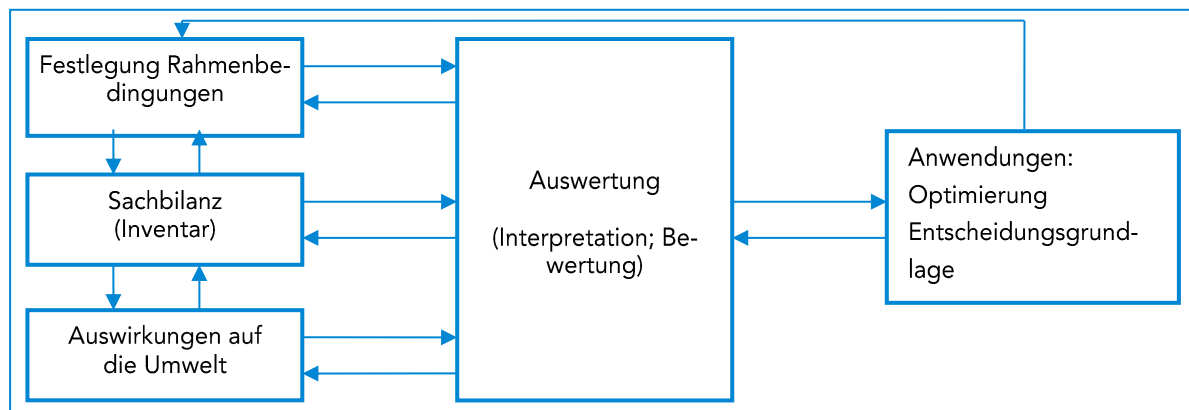 Festlegung Rahmenbe-
dingungen
Sachbilanz
(Inventar)
Auswirkungen auf
die Umwelt
Auswertung
(Interpretation; Be-
wertung)
Anwendungen:
Optimierung
Entscheidungsgrund-
lage